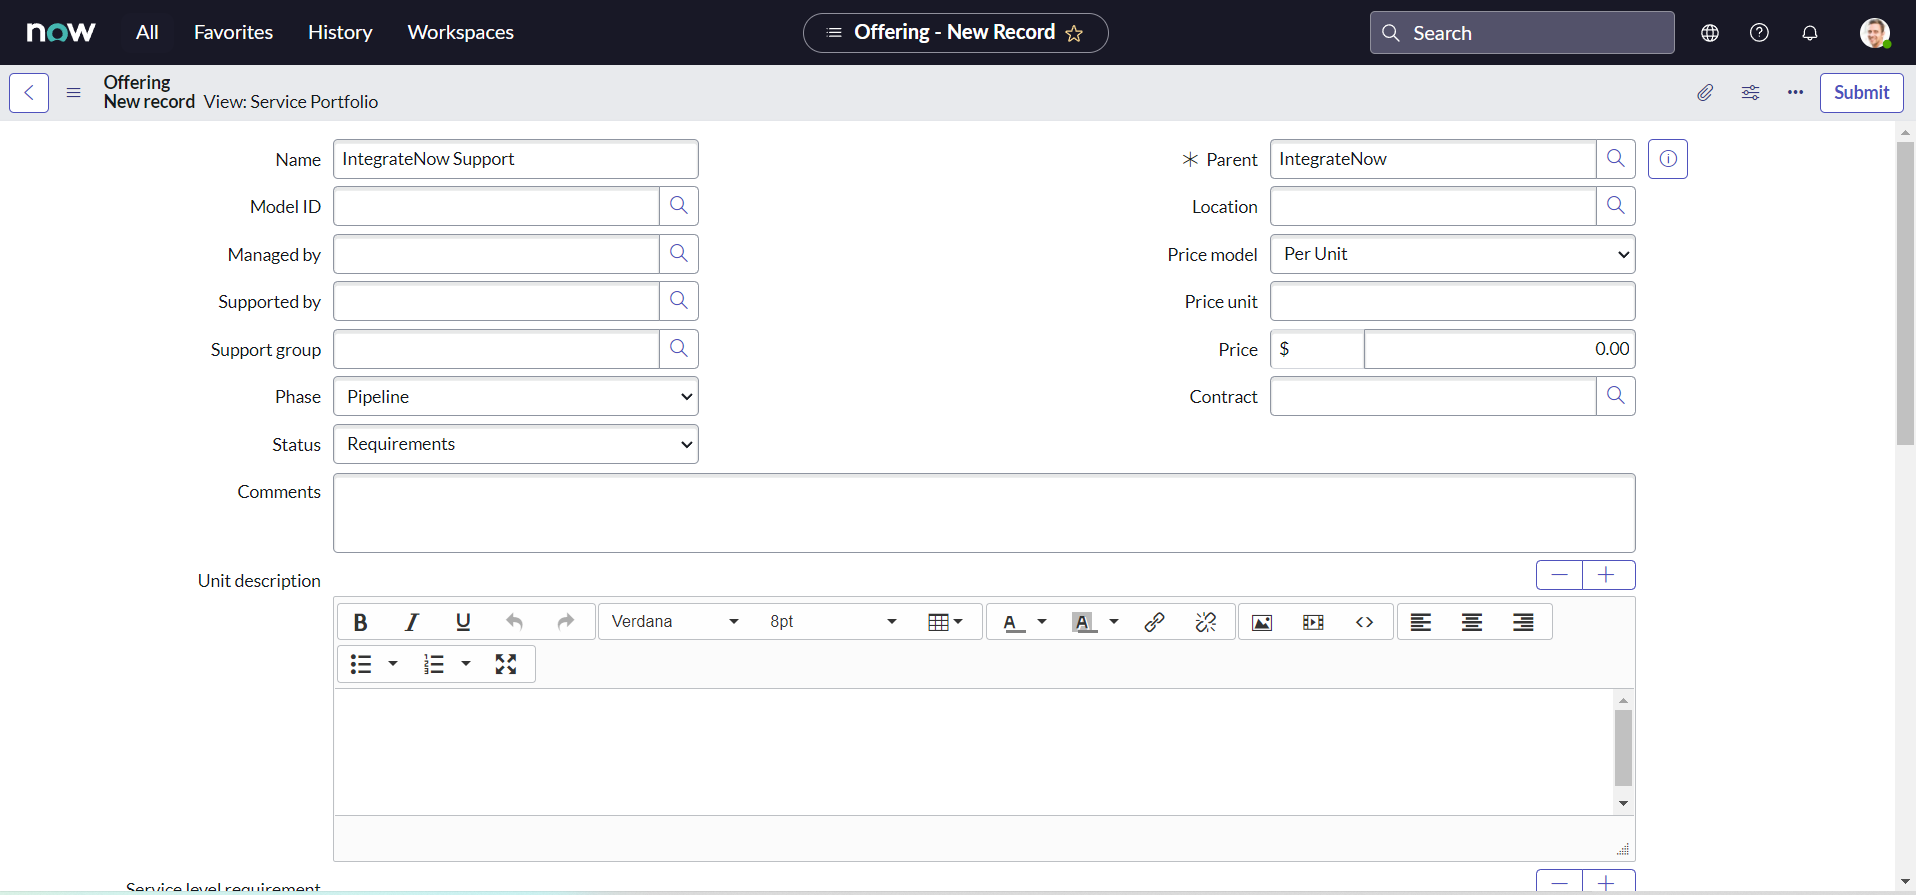 now All Favorites History Workspaces Offering - New Record Search
Offering
New record View: Service Portfolio
Submit
Name IntegrateNow Support
Parent IntegrateNow
Model ID
Location
Managed by
Price model Per Unit
Supported by
Price unit
Support group
Price $ 0.00
Phase Pipeline
Contract
Status Requirements
Comments
Unit description
B I U Verdana 8pt A A
Service level requirement